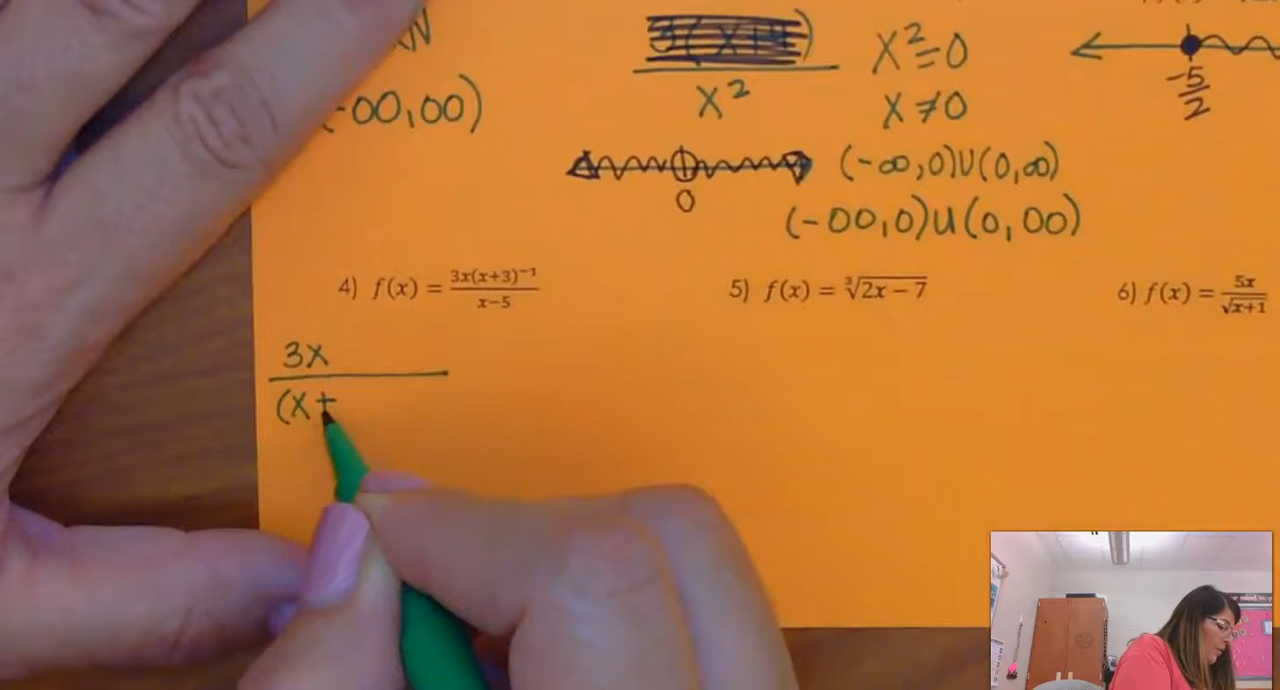 (-00,00)
3(x+4)
x²
x²=0
x≠0
-5/2
0
(-∞,0)U(0,∞)
(-00,0)U(0,00)
4) f(x) = 3x(x+3)⁻¹/x-5
5) f(x) = ∛2x - 7
6) f(x) = 5x/√x+1
3x
(x+